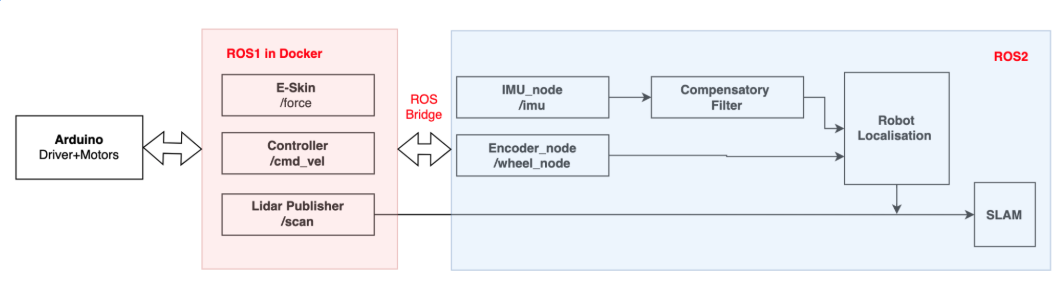 ROS1 in Docker
E-Skin
/force
Controller
/cmd_vel
Lidar Publisher
/scan
Arduino
Driver+Motors
ROS
Bridge
ROS2
IMU_node
/imu
Compensatory
Filter
Encoder_node
/wheel_node
Robot
Localisation
SLAM